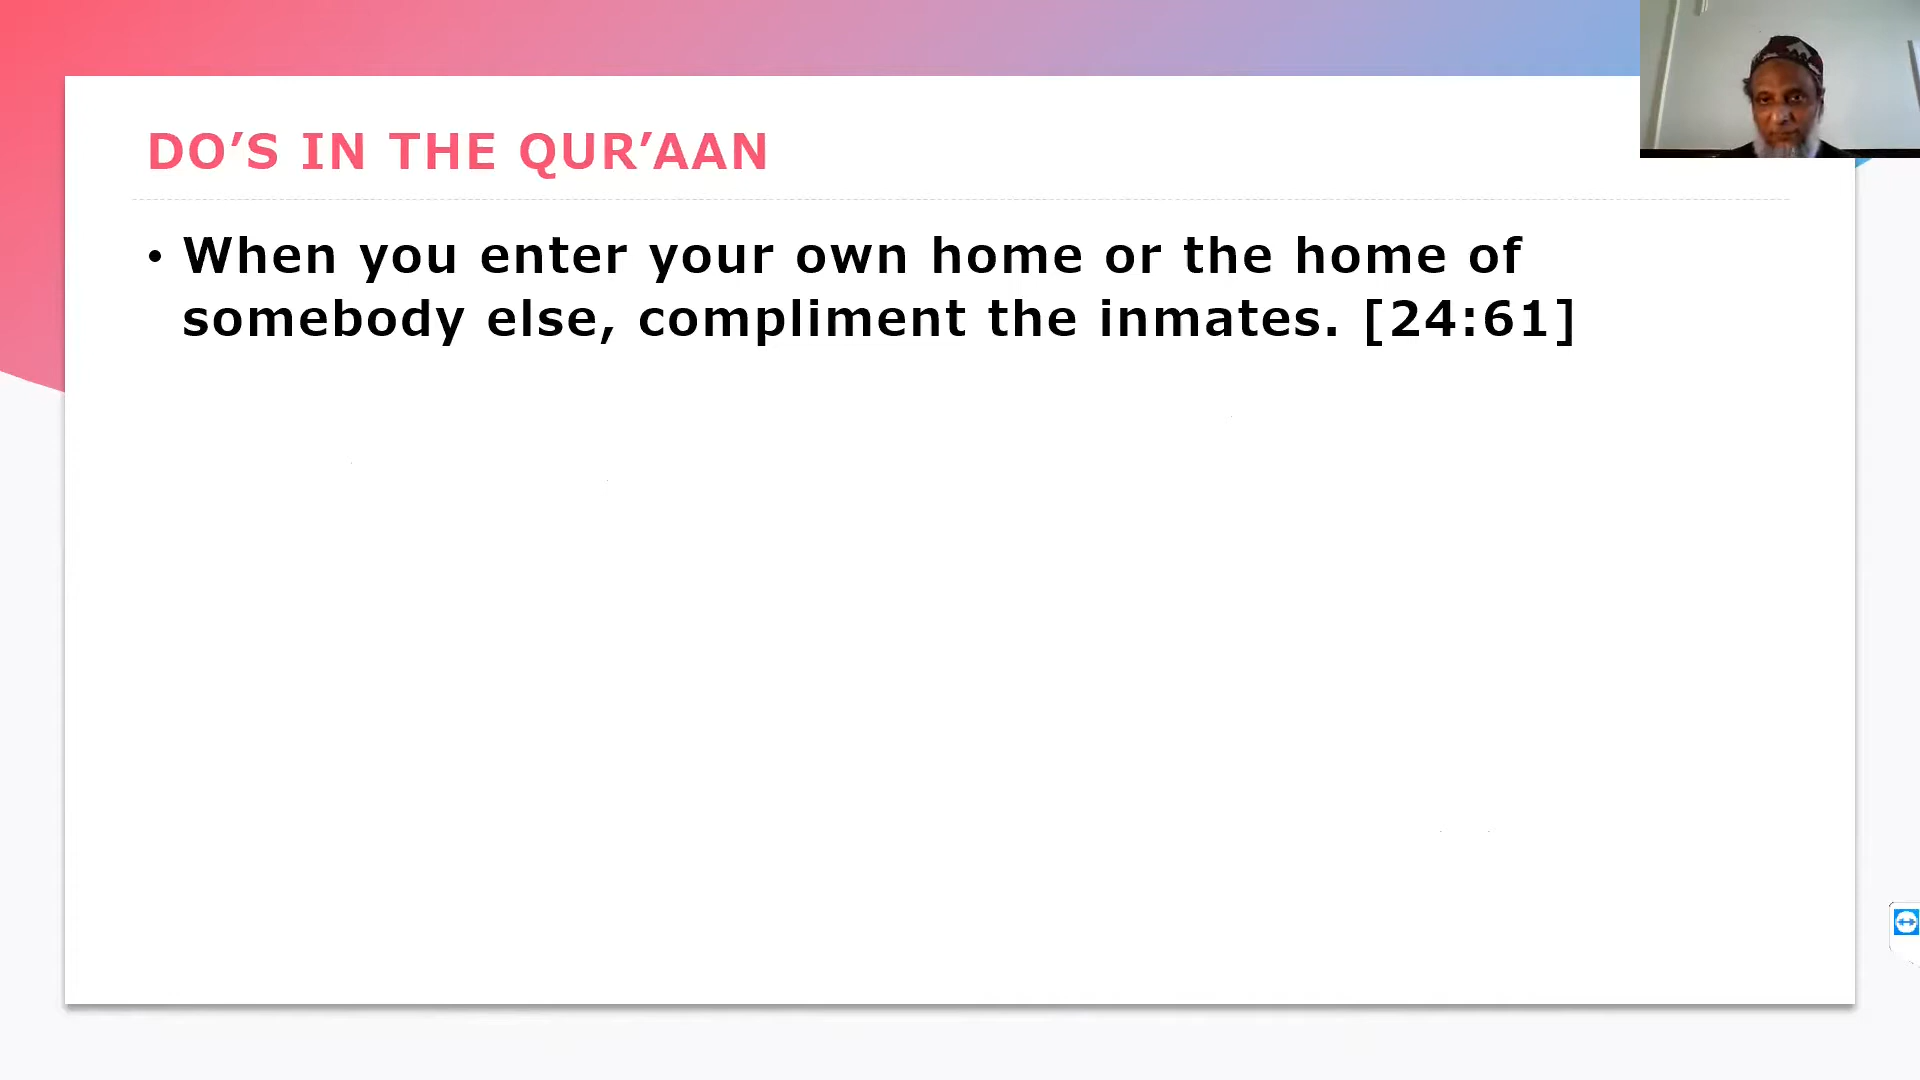 DO’S IN THE QUR’AAN
• When you enter your own home or the home of
somebody else, compliment the inmates. [24:61]